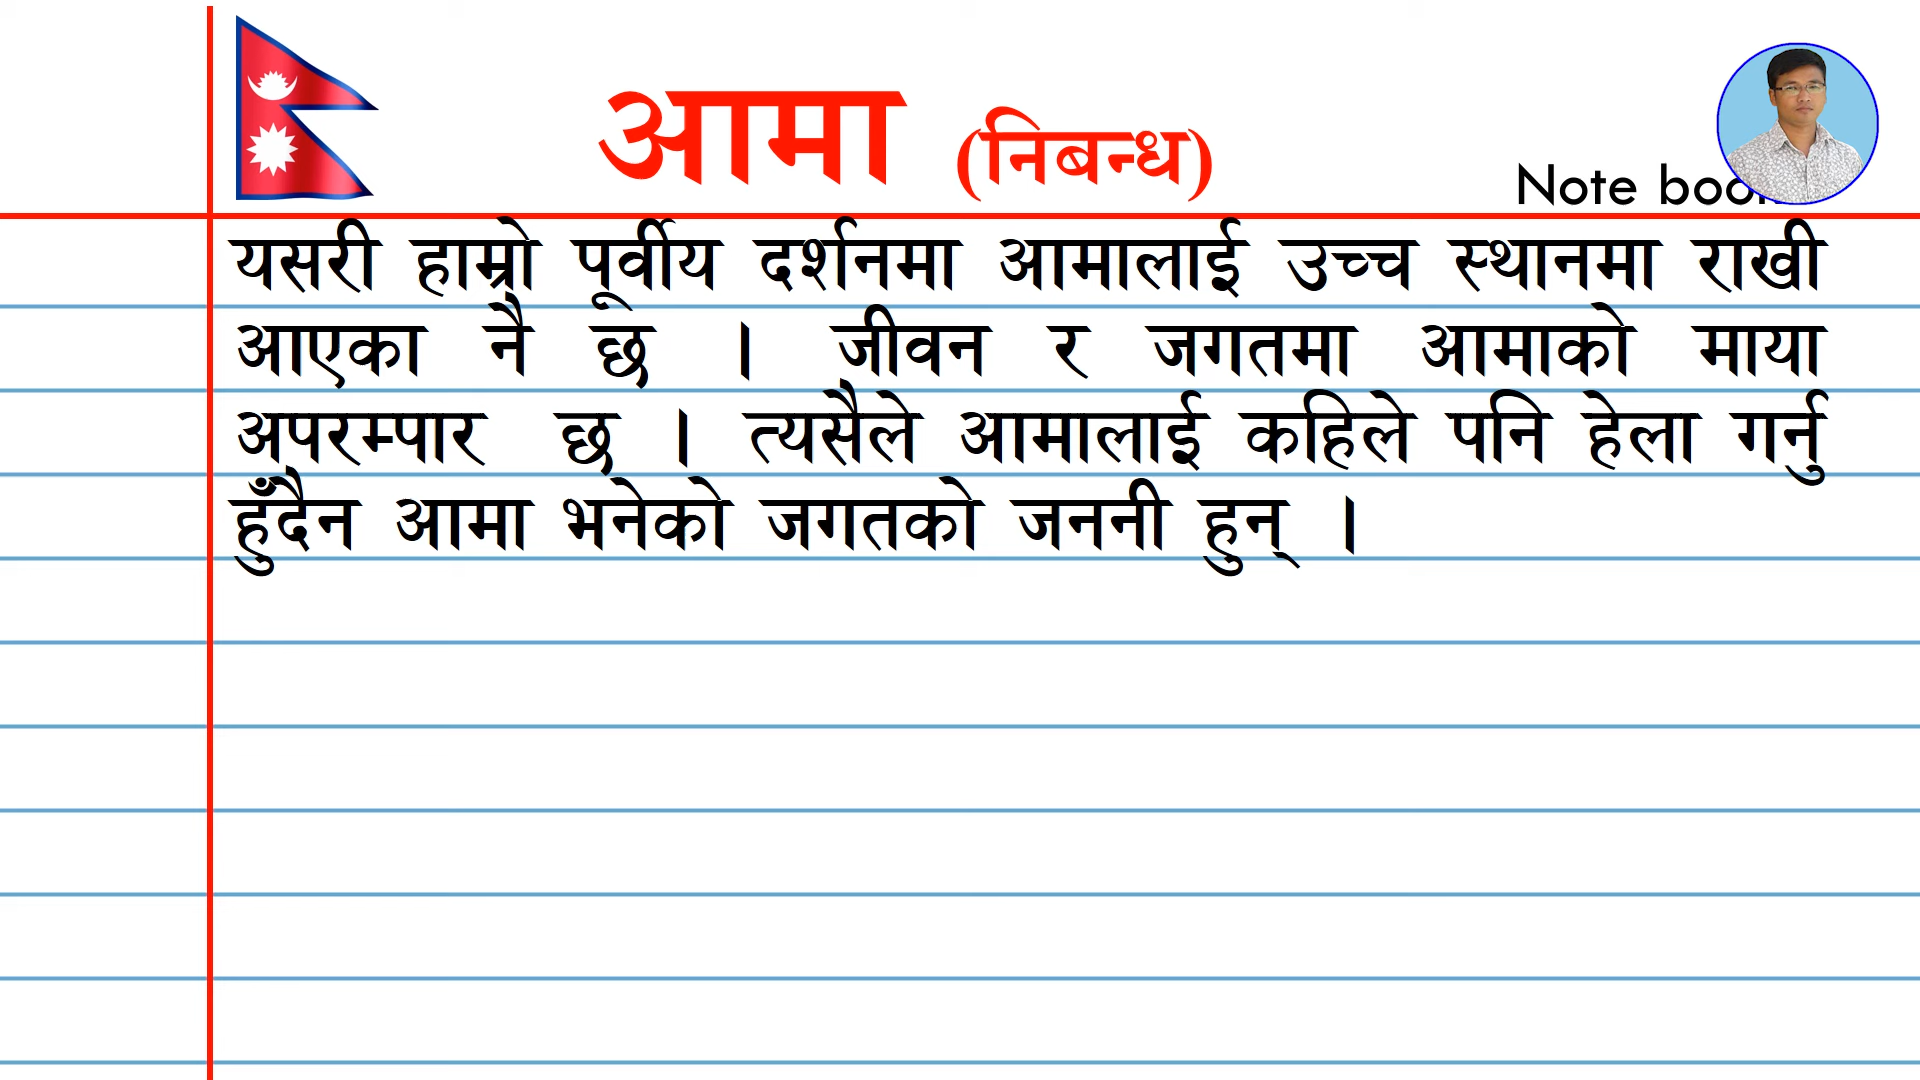 आमा (निबन्ध)
Note book
यसरी हाम्रो पूर्वीय दर्शनमा आमालाई उच्च स्थानमा राखी
आएका नै छ । जीवन र जगतमा आमाको माया
अपरम्पार छ । त्यसैले आमालाई कहिले पनि हेला गर्नु
हुँदैन आमा भनेको जगतको जननी हुन् ।